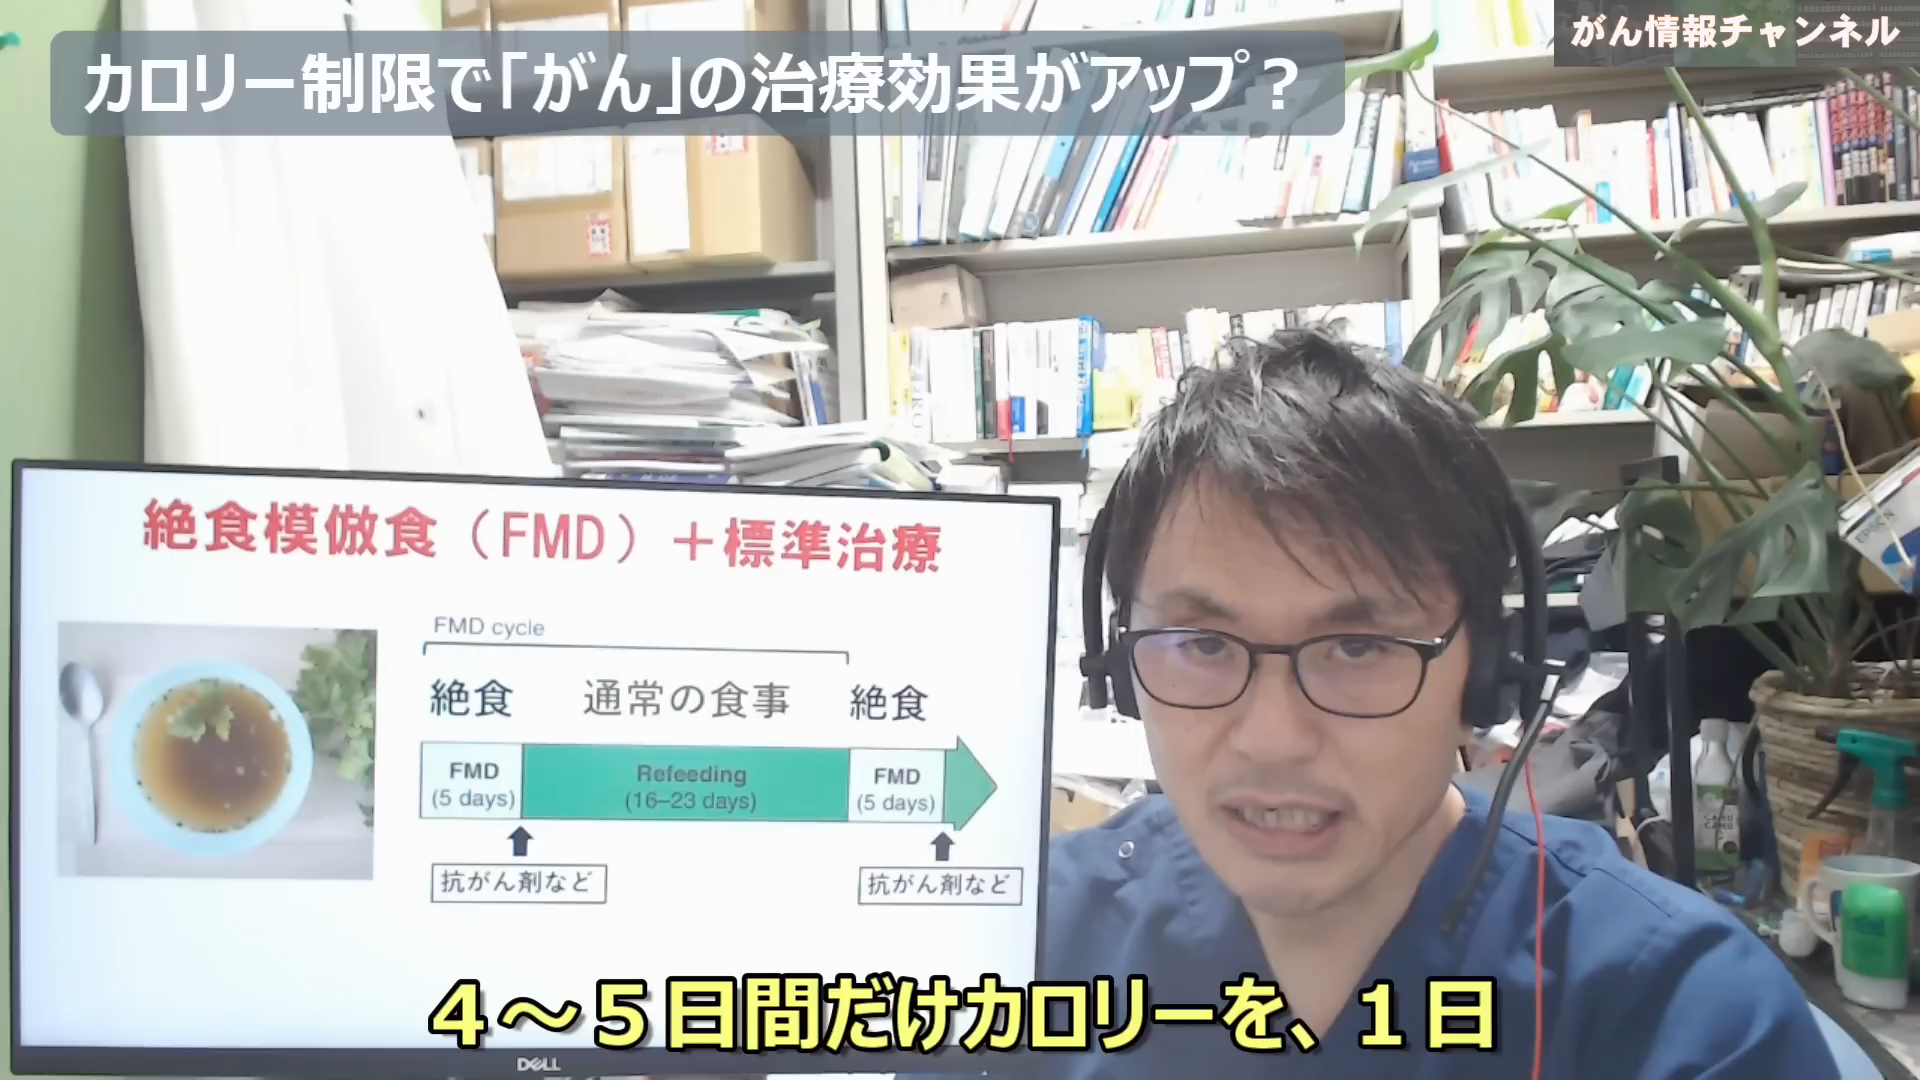 がん情報チャンネル
カロリー制限で「がん」の治療効果がアップ？
絶食模倣食（FMD）＋標準治療
FMD cycle
絶食
通常の食事
絶食
FMD
(5 days)
Refeeding
(16–23 days)
FMD
(5 days)
抗がん剤など
抗がん剤など
EPSON
４～５日間だけカロリーを、１日
DELL